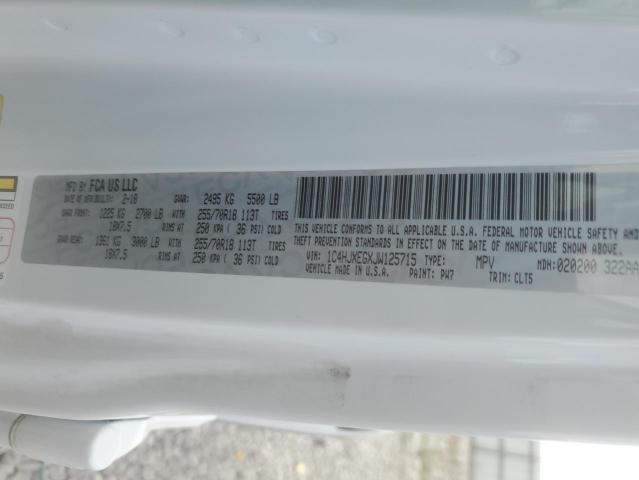 MFD BY FCA US LLC
DATE OF MFR(BUILT): 2-18 GVWR: 2495 KG 5500 LB
GAWR FRONT: 1225 KG 2700 LB WITH 255/70R18 113T TIRES
18X7.5 RIMS AT 250 KPA ( 36 PSI) COLD
GAWR REAR: 1361 KG 3000 LB WITH 255/70R18 113T TIRES
18X7.5 RIMS AT 250 KPA ( 36 PSI) COLD
THIS VEHICLE CONFORMS TO ALL APPLICABLE U.S.A. FEDERAL MOTOR VEHICLE SAFETY AND
THEFT PREVENTION STANDARDS IN EFFECT ON THE DATE OF MANUFACTURE SHOWN ABOVE.
VIN: 1C4HJXEGXJW125715 TYPE: MPV MDH: 020200 322AA
VEHICLE MADE IN U.S.A. PAINT: PW7 TRIM: CLT5